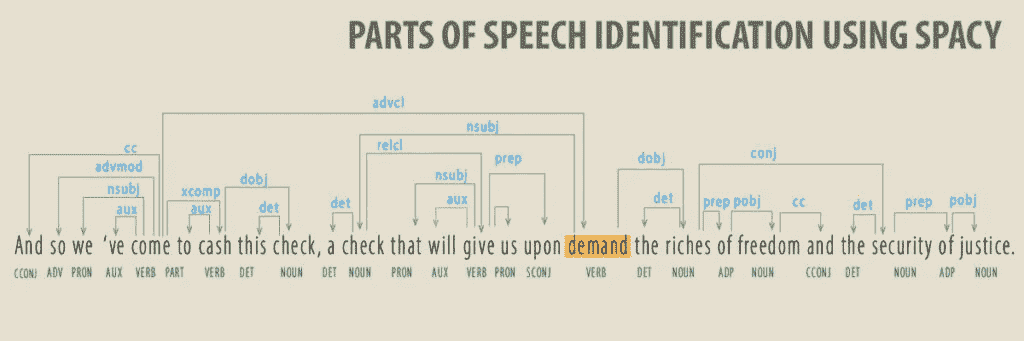 PARTS OF SPEECH IDENTIFICATION USING SPACY
advcl
nsubj
cc
relcl
prep
dobj
conj
advmod
nsubj
xcomp
dobj
nsubj
aux
aux
det
det
aux
det
prep pobj
cc
det
prep
pobj
And so we 've come to cash this check, a check that will give us upon demand the riches of freedom and the security of justice.
CCONJ ADV PRON AUX VERB PART VERB DET NOUN DET NOUN PRON AUX VERB PRON SCONJ VERB DET NOUN ADP NOUN CCONJ DET NOUN ADP NOUN